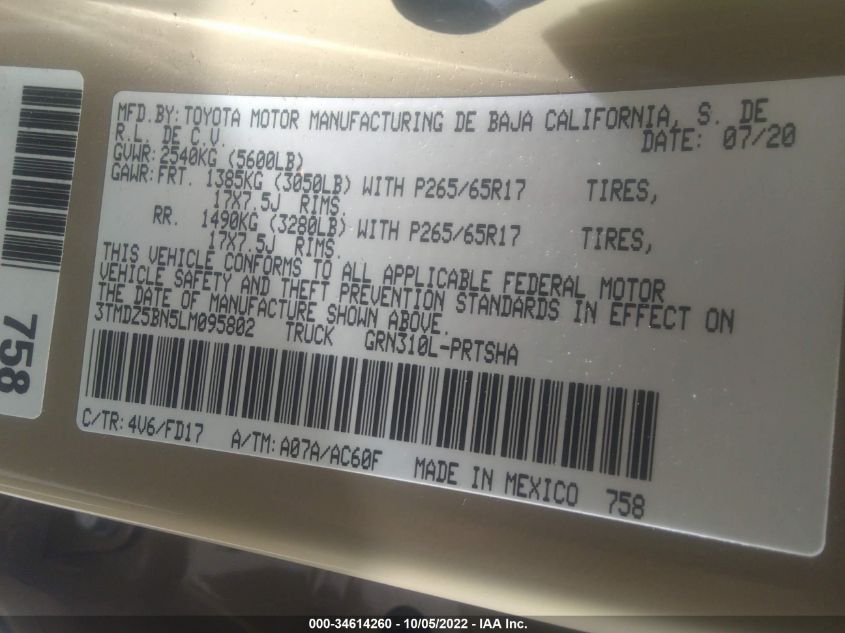 MFD.BY: TOYOTA MOTOR MANUFACTURING DE BAJA CALIFORNIA, S. DE
R.L. DE C.V.
DATE: 07/20
GVWR: 2540KG (5600LB)
GAWR: FRT. 1385KG (3050LB) WITH P265/65R17 TIRES,
17X7.5J RIMS.
RR. 1490KG (3280LB) WITH P265/65R17 TIRES,
17X7.5J RIMS.
THIS VEHICLE CONFORMS TO ALL APPLICABLE FEDERAL MOTOR
VEHICLE SAFETY AND THEFT PREVENTION STANDARDS IN EFFECT ON
THE DATE OF MANUFACTURE SHOWN ABOVE.
3TMDZ5BN5LM095802 TRUCK GRN310L-PRTSHA
C/TR: 4V6/FD17 A/TM: A07A/AC60F MADE IN MEXICO 758
758
000-34614260 - 10/05/2022 - IAA Inc.